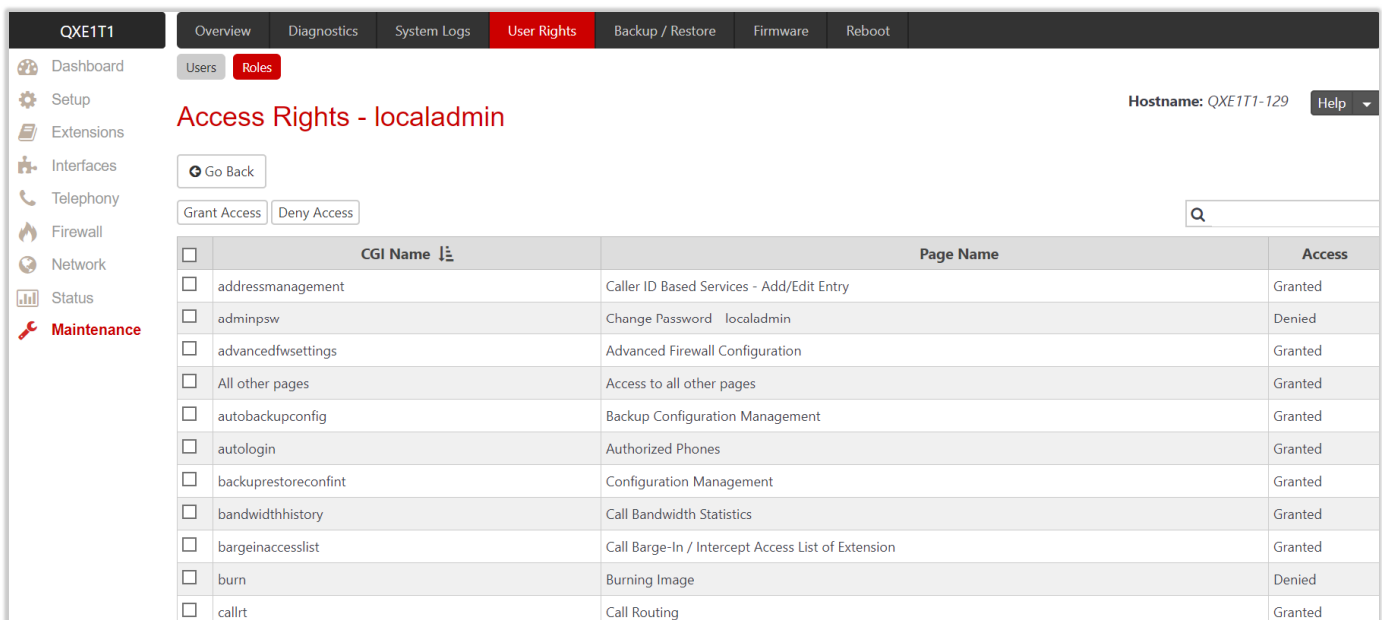 QXE1T1
Overview Diagnostics System Logs User Rights Backup / Restore Firmware Reboot
Dashboard
Setup
Extensions
Interfaces
Telephony
Firewall
Network
Status
Maintenance
Users Roles
Hostname: QXE1T1-129 Help
Access Rights - localadmin
Go Back
Grant Access Deny Access
CGI Name Page Name Access
addressmanagement Caller ID Based Services - Add/Edit Entry Granted
adminpsw Change Password localadmin Denied
advancedfwsettings Advanced Firewall Configuration Granted
All other pages Access to all other pages Granted
autobackupconfig Backup Configuration Management Granted
autologin Authorized Phones Granted
backuprestoreconfint Configuration Management Granted
bandwidthhistory Call Bandwidth Statistics Granted
bargeinaccesslist Call Barge-In / Intercept Access List of Extension Granted
burn Burning Image Denied
callrt Call Routing Granted